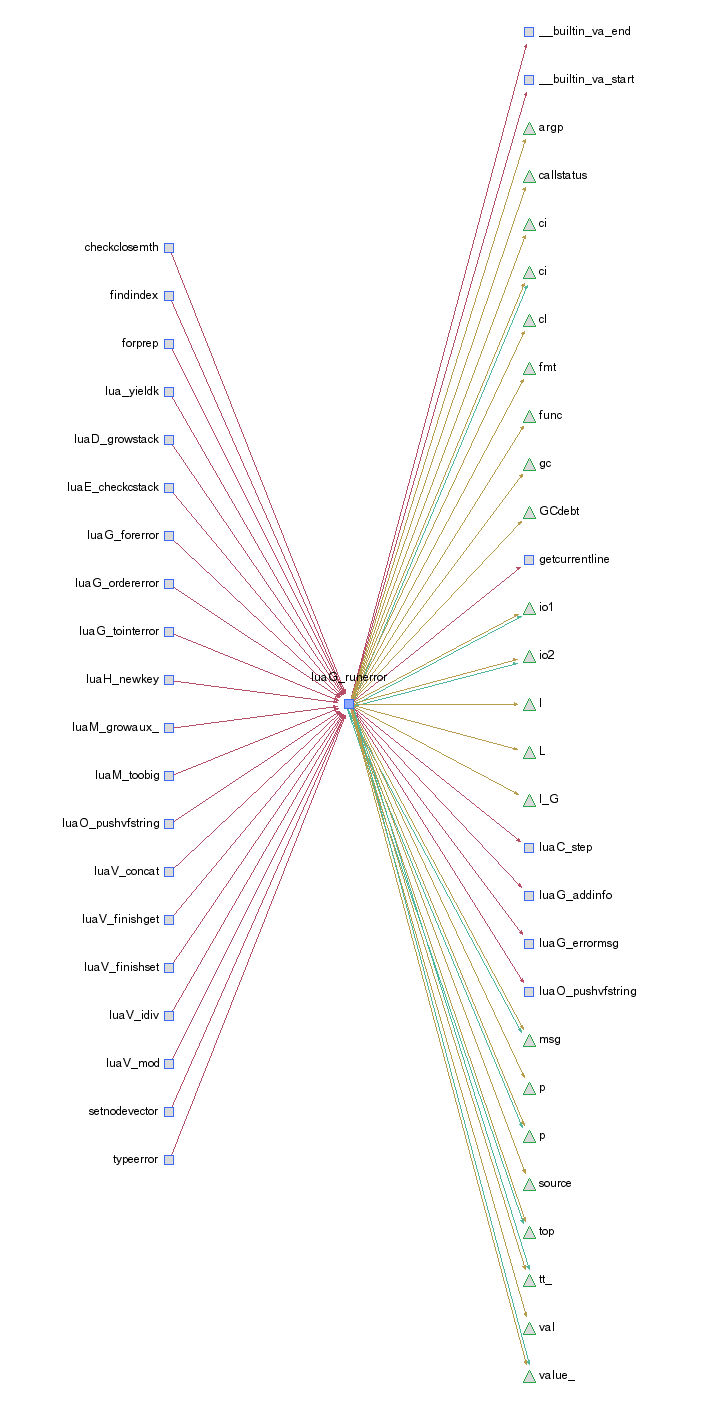 checkclosemth
findindex
forprep
lua_yieldk
luaD_growstack
luaE_checkcstack
luaG_forerror
luaG_ordererror
luaG_tointerror
luaH_newkey
luaM_growaux_
luaM_toobig
luaO_pushvfstring
luaV_concat
luaV_finishget
luaV_finishset
luaV_idiv
luaV_mod
setnodevector
typeerror
luaG_runerror
__builtin_va_end
__builtin_va_start
argp
callstatus
ci
ci
cl
fmt
func
gc
GCdebt
getcurrentline
io1
io2
l
L
l_G
luaC_step
luaG_addinfo
luaG_errormsg
luaO_pushvfstring
msg
p
p
source
top
tt_
val
value_